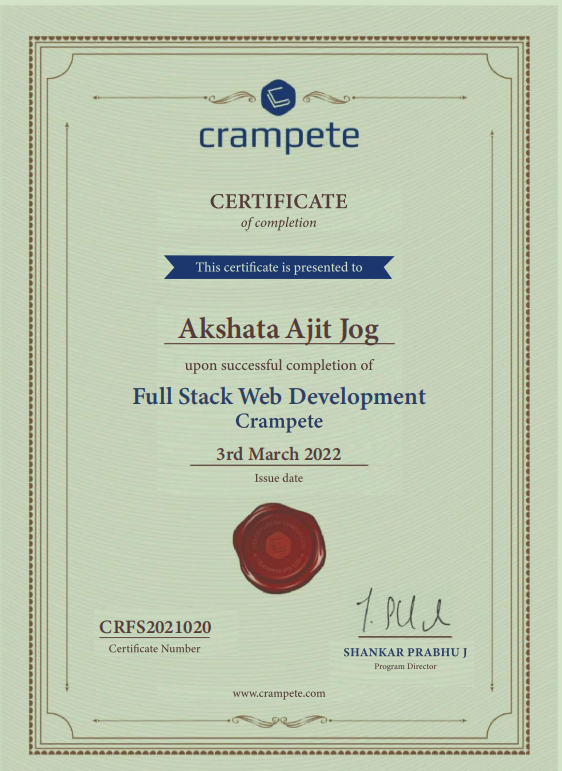 crampete
CERTIFICATE
of completion
This certificate is presented to
Akshata Ajit Jog
upon successful completion of
Full Stack Web Development
Crampete
3rd March 2022
Issue date
CRFS2021020
Certificate Number
SHANKAR PRABHU J
Program Director
www.crampete.com